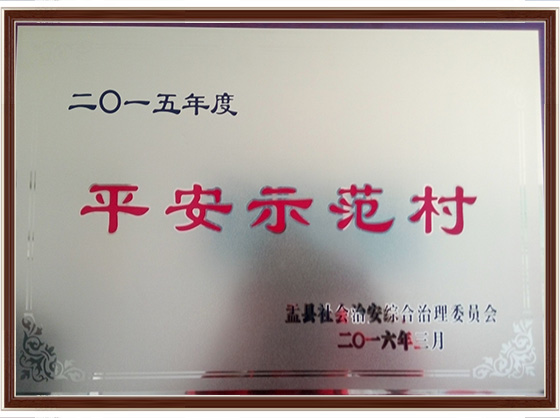 二〇一五年度
平安示范村
盂县社会治安综合治理委员会
二〇一六年三月